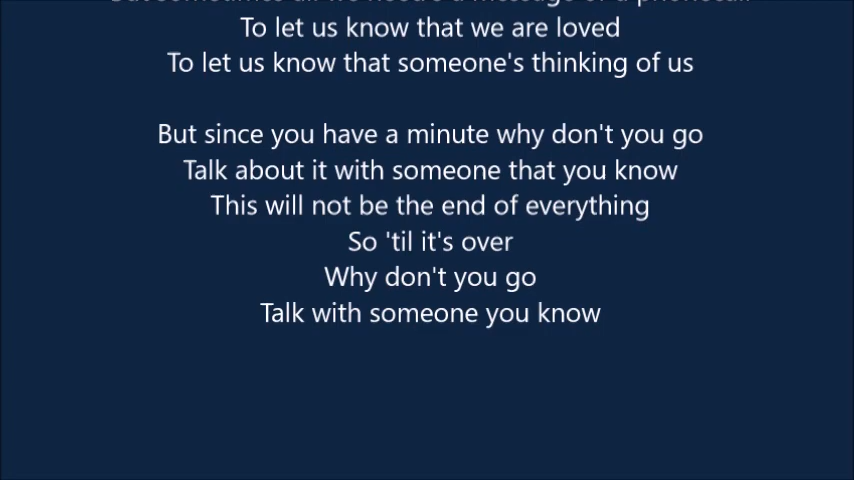 But sometimes all we need's a message or a phonecall
To let us know that we are loved
To let us know that someone's thinking of us
But since you have a minute why don't you go
Talk about it with someone that you know
This will not be the end of everything
So 'til it's over
Why don't you go
Talk with someone you know